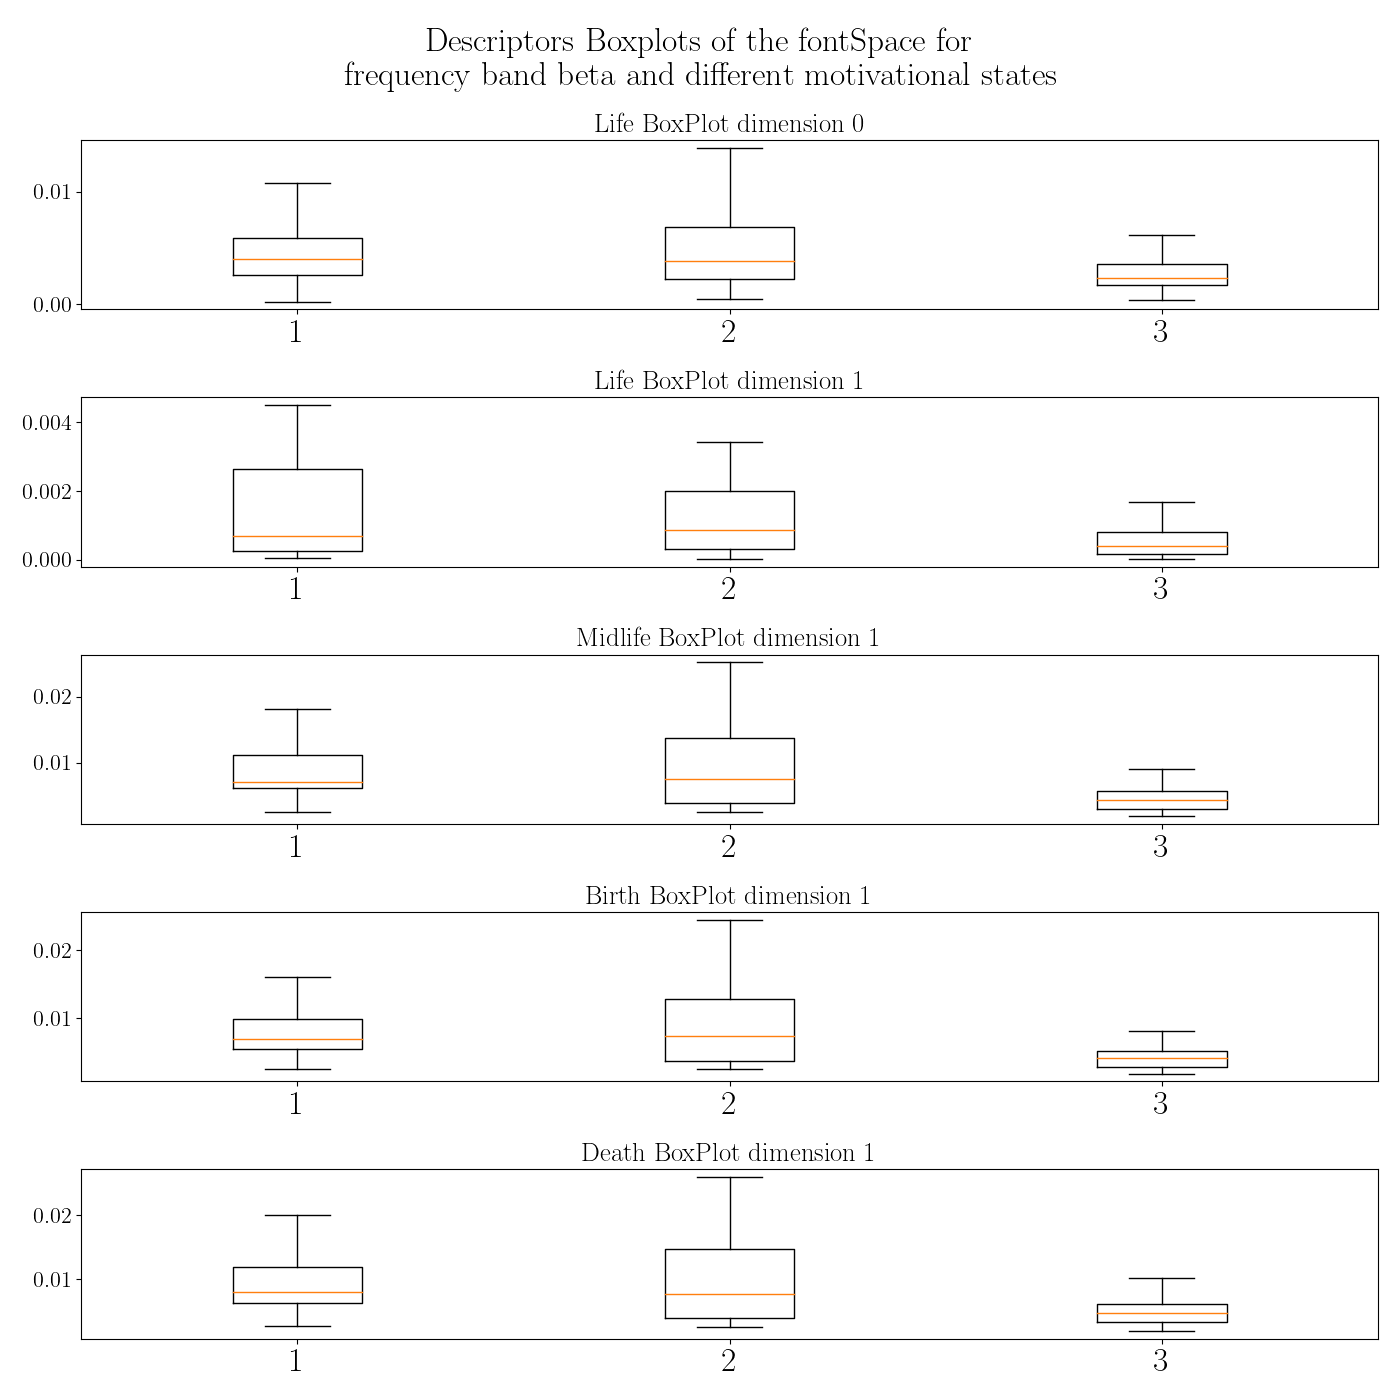 Descriptors Boxplots of the fontSpace for
frequency band beta and different motivational states
Life BoxPlot dimension 0
0.01
0.00
1 2 3
Life BoxPlot dimension 1
0.004
0.002
0.000
1 2 3
Midlife BoxPlot dimension 1
0.02
0.01
1 2 3
Birth BoxPlot dimension 1
0.02
0.01
1 2 3
Death BoxPlot dimension 1
0.02
0.01
1 2 3